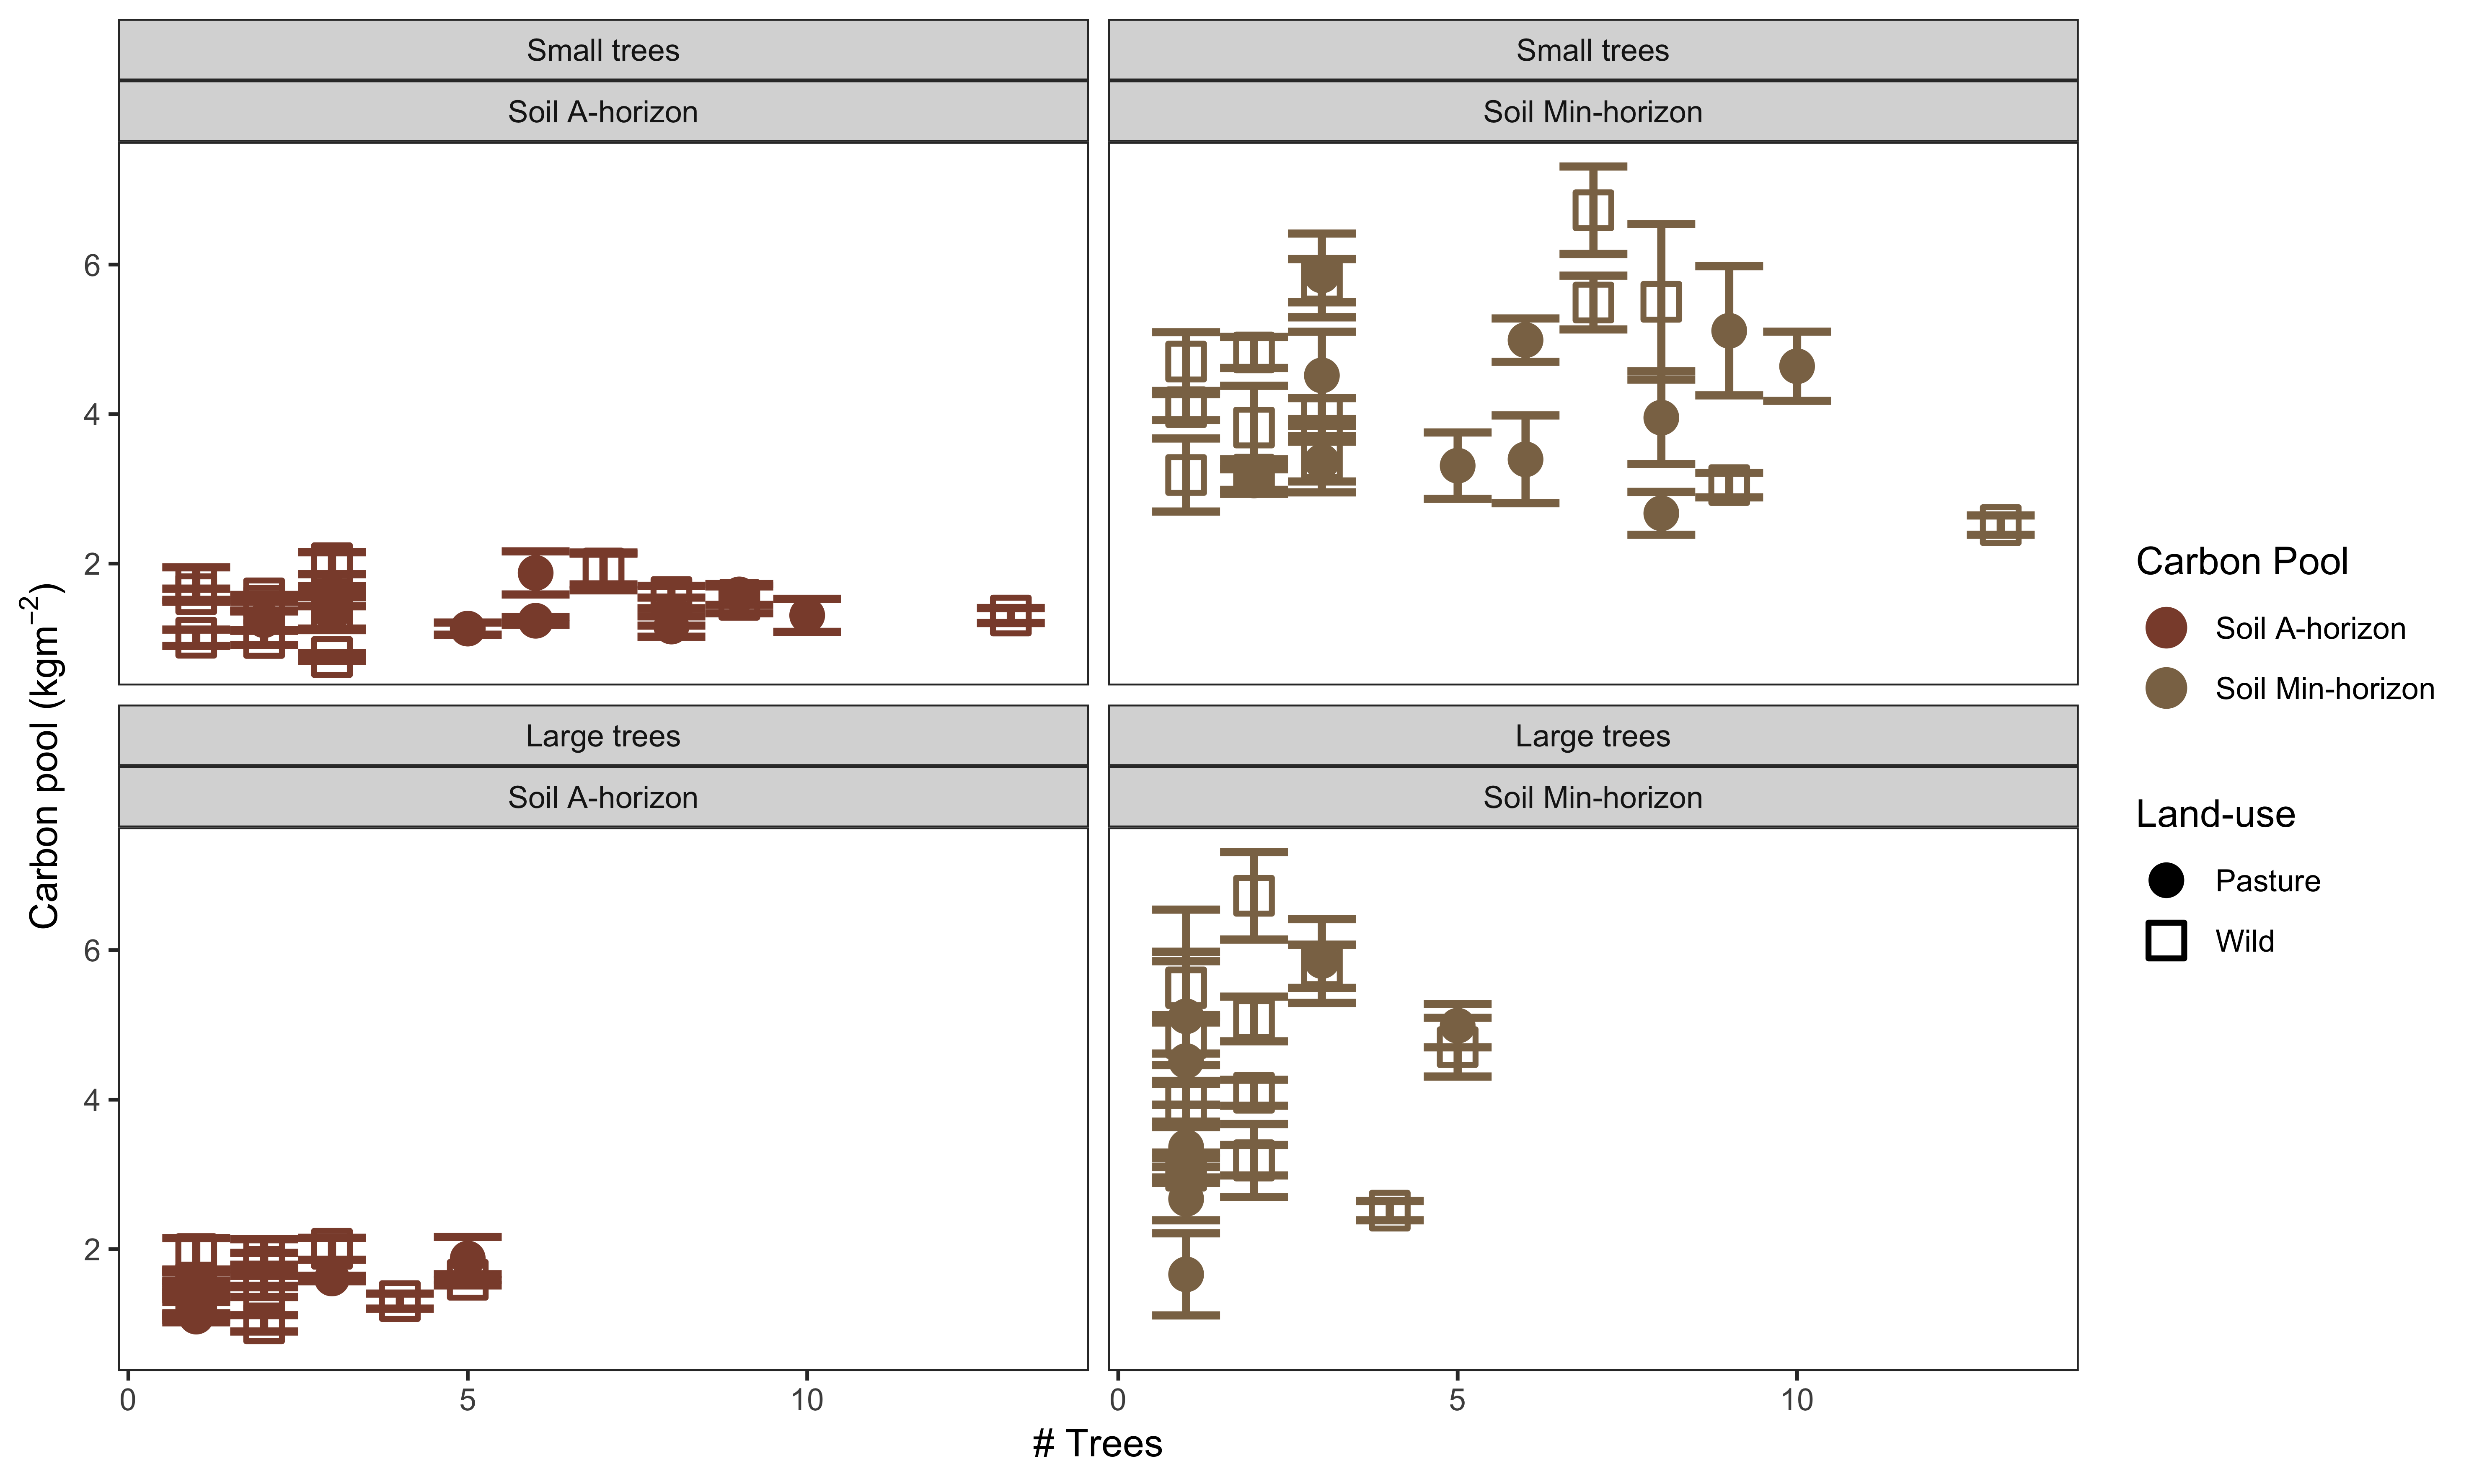 Small trees
Small trees
Soil A-horizon
Soil Min-horizon
6
4
2
Large trees
Large trees
Soil A-horizon
Soil Min-horizon
6
4
2
0 5 10
0 5 10
# Trees
Carbon pool (kgm⁻²)
Carbon Pool
Soil A-horizon
Soil Min-horizon
Land-use
Pasture
Wild